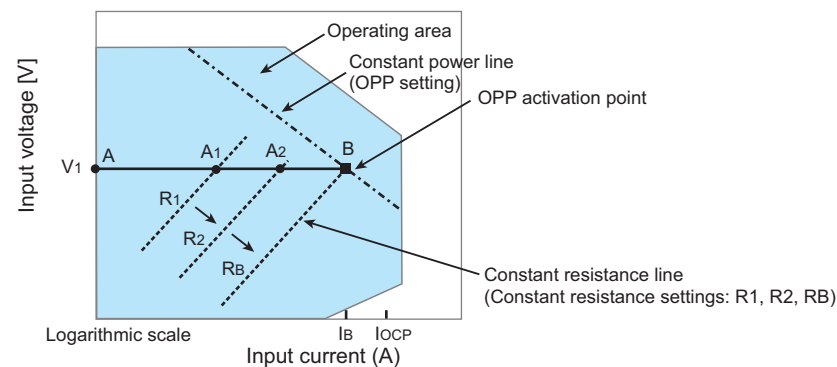 Operating area
Constant power line
(OPP setting)
OPP activation point
Input voltage [V]
V1
A
A1
A2
B
R1
R2
RB
Constant resistance line
(Constant resistance settings: R1, R2, RB)
Logarithmic scale
IB
IOCP
Input current (A)